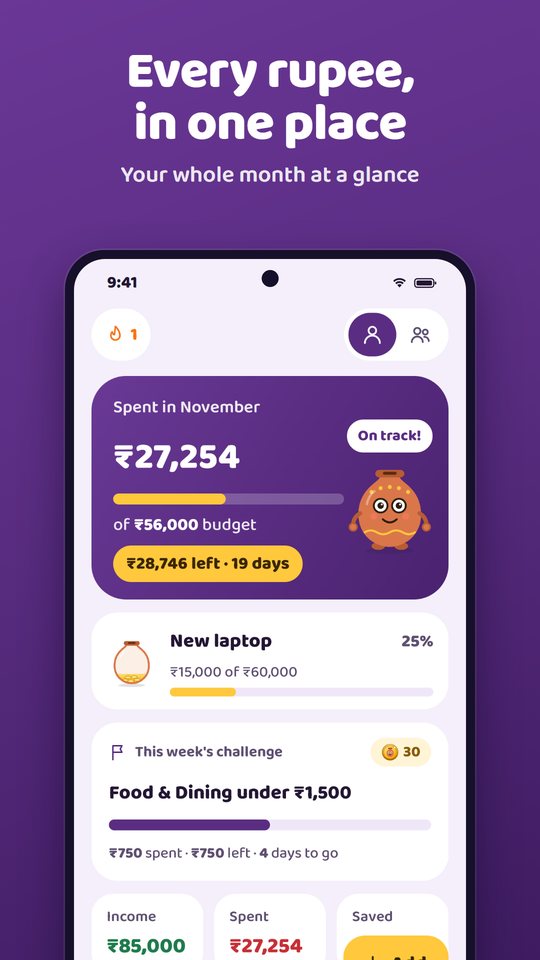 Every rupee,
in one place
Your whole month at a glance
9:41
1
Spent in November
On track!
₹27,254
of ₹56,000 budget
₹28,746 left · 19 days
New laptop
25%
₹15,000 of ₹60,000
This week's challenge
30
Food & Dining under ₹1,500
₹750 spent · ₹750 left · 4 days to go
Income
Spent
Saved
₹85,000
₹27,254